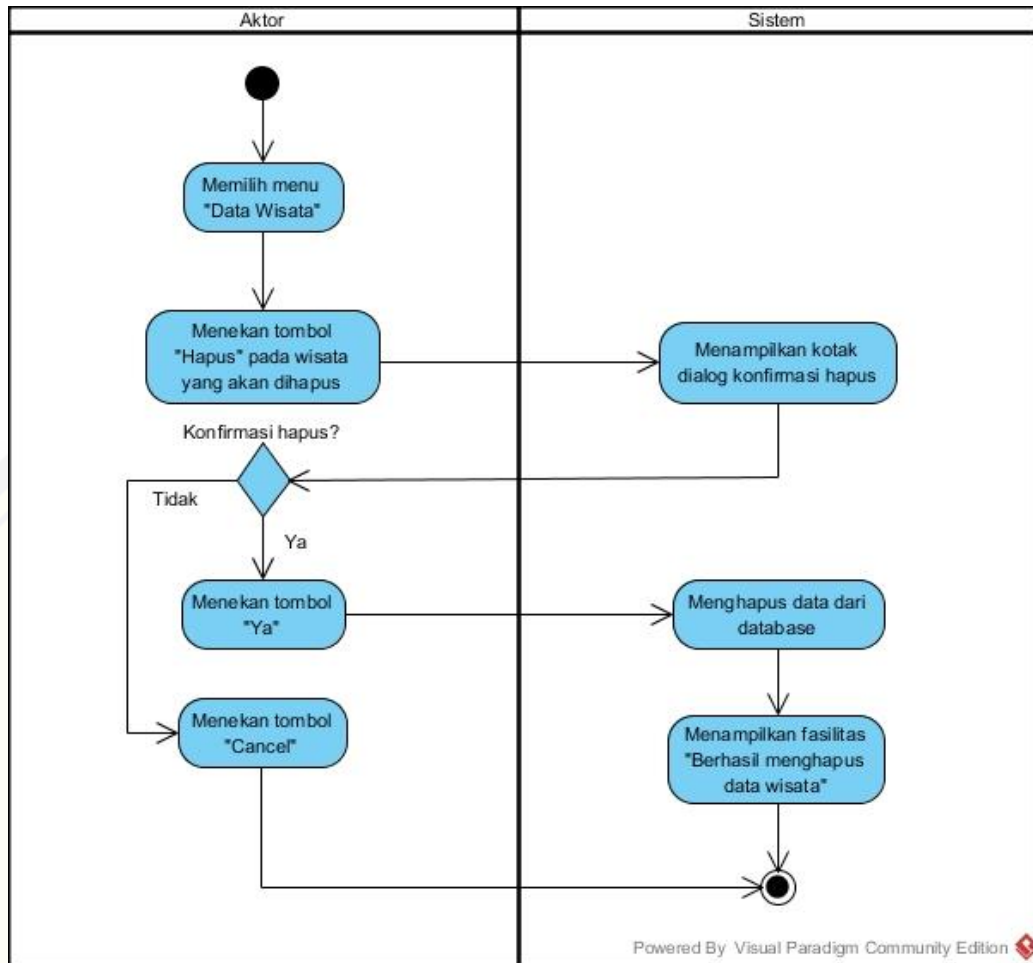 Aktor
Sistem
Memilih menu
"Data Wisata"
Menekan tombol
"Hapus" pada wisata
yang akan dihapus
Menampilkan kotak
dialog konfirmasi hapus
Konfirmasi hapus?
Tidak
Ya
Menekan tombol
"Ya"
Menghapus data dari
database
Menekan tombol
"Cancel"
Menampilkan fasilitas
"Berhasil menghapus
data wisata"
Powered By Visual Paradigm Community Edition